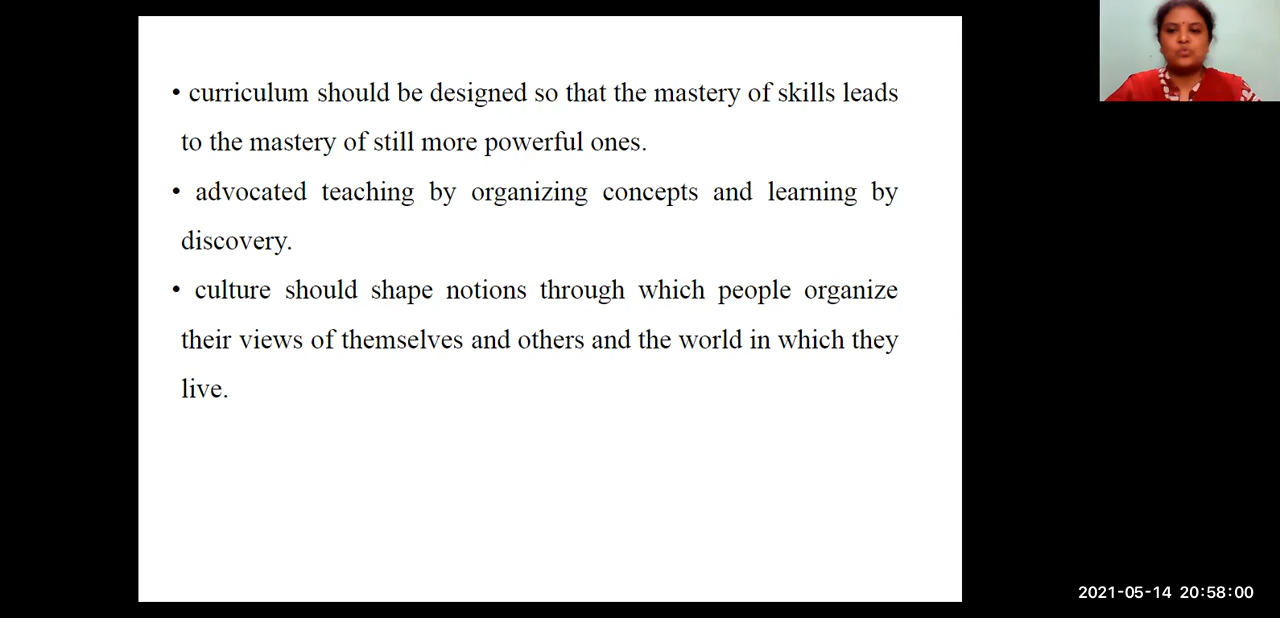 • curriculum should be designed so that the mastery of skills leads
to the mastery of still more powerful ones.
• advocated teaching by organizing concepts and learning by
discovery.
• culture should shape notions through which people organize
their views of themselves and others and the world in which they
live.
2021-05-14 20:58:00